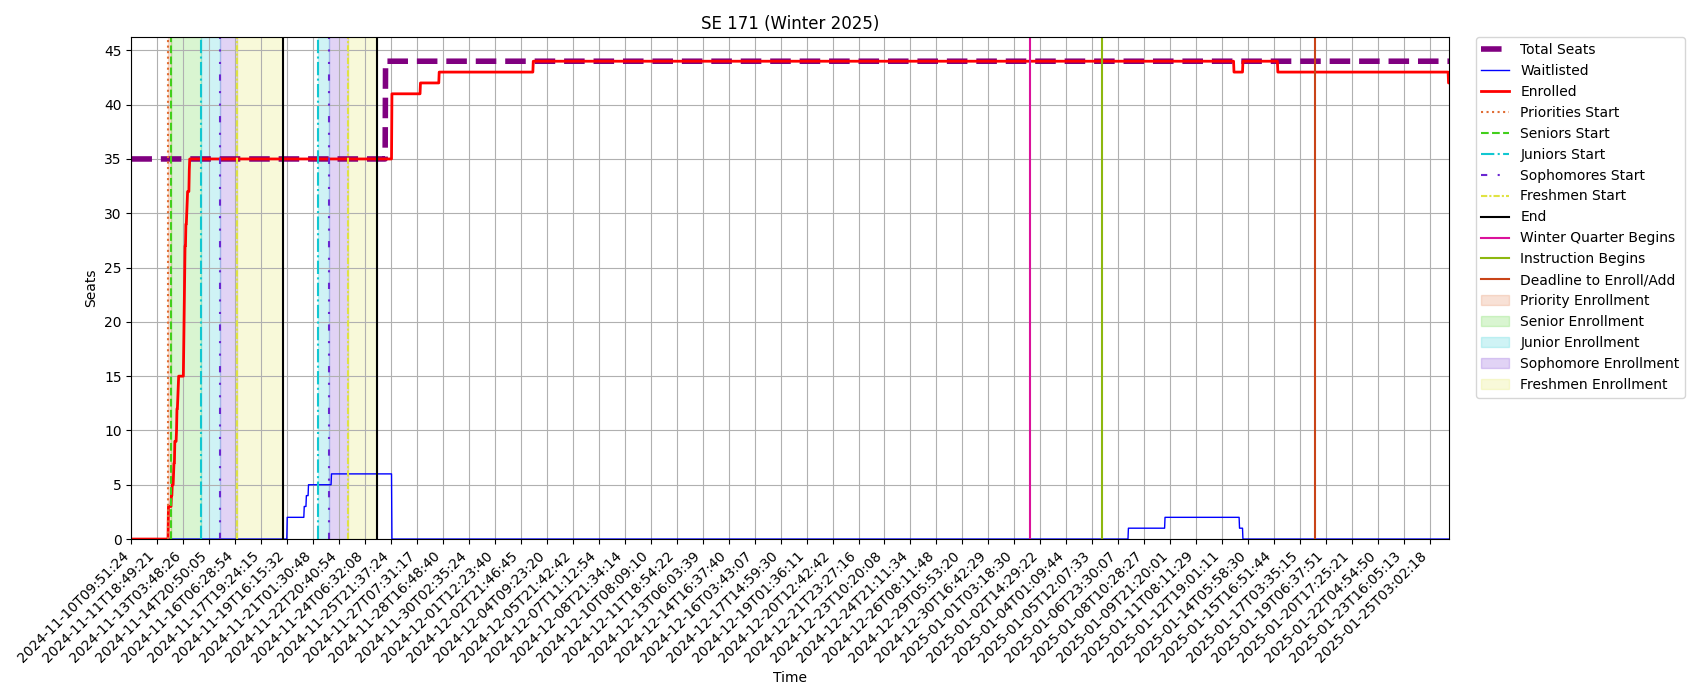 SE 171 (Winter 2025)
Seats
45
40
35
30
25
20
15
10
5
0
2024-11-10T09:51:24
2024-11-11T18:49:21
2024-11-13T03:48:26
2024-11-14T20:50:05
2024-11-16T06:28:54
2024-11-17T19:24:15
2024-11-19T16:15:32
2024-11-21T01:30:48
2024-11-22T20:40:54
2024-11-24T06:32:08
2024-11-25T21:37:24
2024-11-27T07:31:17
2024-11-28T16:48:40
2024-11-30T02:35:24
2024-12-01T12:23:40
2024-12-02T21:46:45
2024-12-04T09:23:20
2024-12-05T21:42:42
2024-12-07T11:12:54
2024-12-08T21:34:14
2024-12-10T08:09:10
2024-12-11T18:54:22
2024-12-13T06:03:39
2024-12-14T16:37:40
2024-12-16T03:43:07
2024-12-17T14:59:30
2024-12-19T01:36:11
2024-12-20T12:42:42
2024-12-21T23:27:16
2024-12-23T10:20:08
2024-12-24T21:11:34
2024-12-26T08:11:48
2024-12-29T05:53:20
2024-12-30T16:42:29
2025-01-01T03:18:30
2025-01-02T14:29:22
2025-01-04T01:09:44
2025-01-05T12:07:33
2025-01-06T23:30:07
2025-01-08T10:28:27
2025-01-09T21:20:01
2025-01-11T08:11:29
2025-01-12T19:01:11
2025-01-14T05:58:30
2025-01-15T16:51:44
2025-01-17T03:35:15
2025-01-19T06:37:51
2025-01-20T17:25:21
2025-01-22T04:54:50
2025-01-23T16:05:13
2025-01-25T03:02:18
Time
Total Seats
Waitlisted
Enrolled
Priorities Start
Seniors Start
Juniors Start
Sophomores Start
Freshmen Start
End
Winter Quarter Begins
Instruction Begins
Deadline to Enroll/Add
Priority Enrollment
Senior Enrollment
Junior Enrollment
Sophomore Enrollment
Freshmen Enrollment